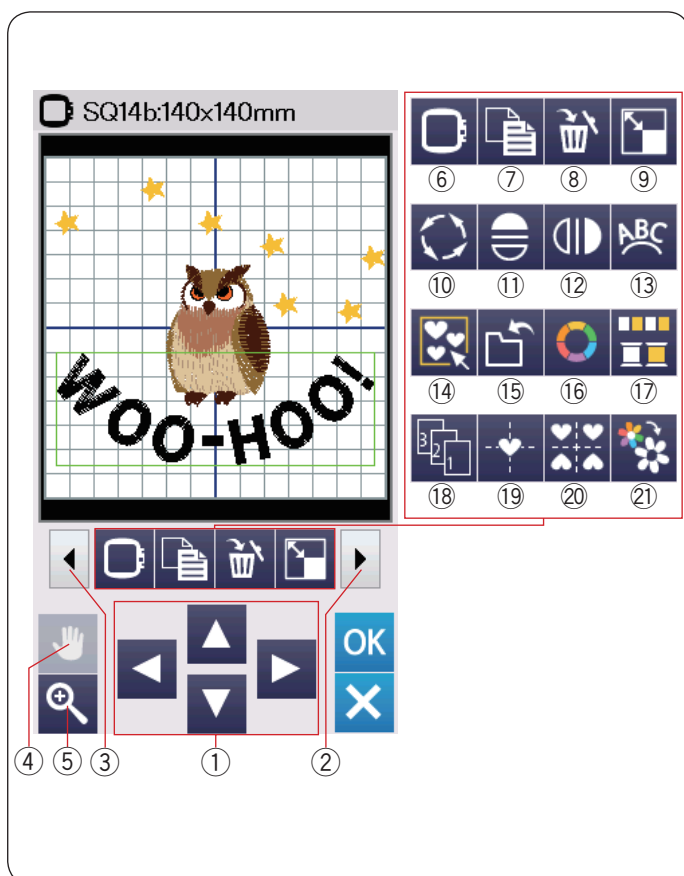 SQ14b:140x140mm
⑥ ⑦ ⑧ ⑨
ABC
⑩ ⑪ ⑫ ⑬
WOO-HOO!
⑭ ⑮ ⑯ ⑰
3 2 1
⑱ ⑲ ⑳ ㉑
OK
④ ⑤ ③ ① ②